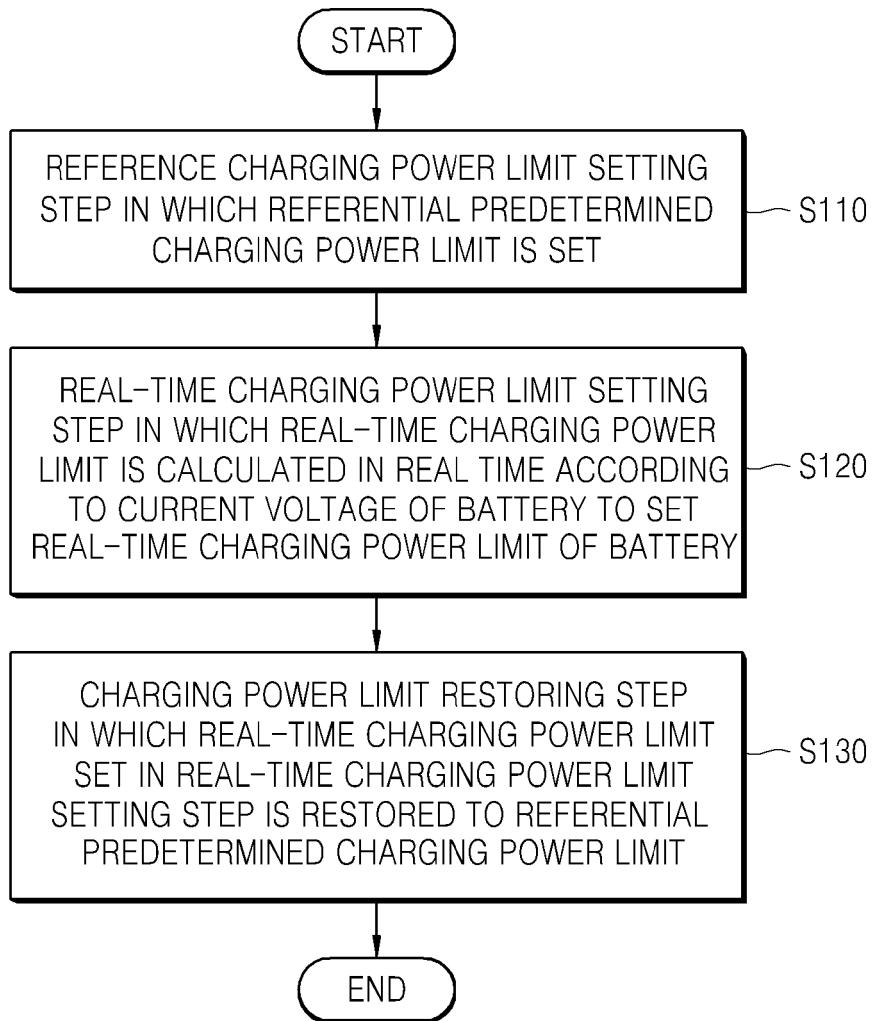 START
REFERENCE CHARGING POWER LIMIT SETTING
STEP IN WHICH REFERENTIAL PREDETERMINED
CHARGING POWER LIMIT IS SET
S110
REAL-TIME CHARGING POWER LIMIT SETTING
STEP IN WHICH REAL-TIME CHARGING POWER
LIMIT IS CALCULATED IN REAL TIME ACCORDING
TO CURRENT VOLTAGE OF BATTERY TO SET
REAL-TIME CHARGING POWER LIMIT OF BATTERY
S120
CHARGING POWER LIMIT RESTORING STEP
IN WHICH REAL-TIME CHARGING POWER LIMIT
SET IN REAL-TIME CHARGING POWER LIMIT
SETTING STEP IS RESTORED TO REFERENTIAL
PREDETERMINED CHARGING POWER LIMIT
S130
END